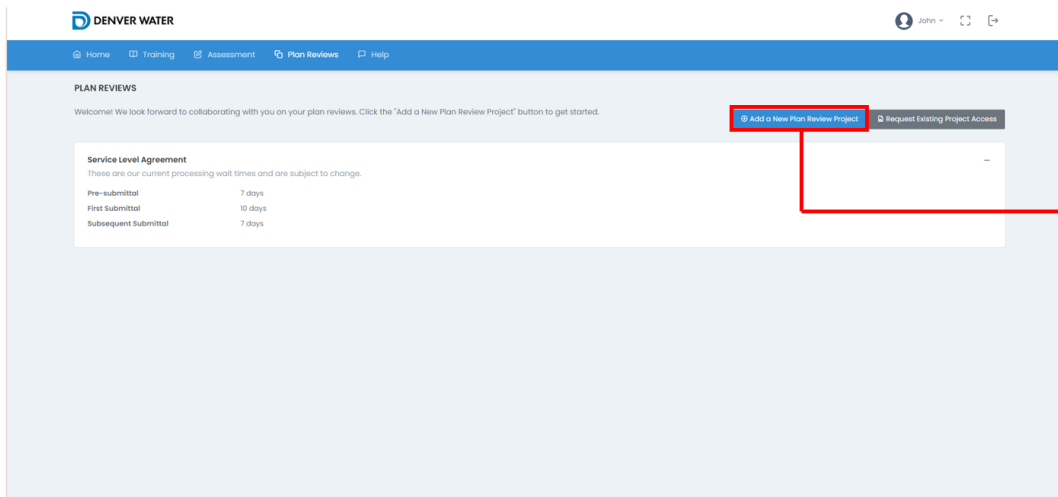 DENVER WATER
John
Home Training Assessment Plan Reviews Help
PLAN REVIEWS
Welcome! We look forward to collaborating with you on your plan reviews. Click the "Add a New Plan Review Project" button to get started.
Add a New Plan Review Project Request Existing Project Access
Service Level Agreement
These are our current processing wait times and are subject to change.
Pre-submittal 7 days
First Submittal 10 days
Subsequent Submittal 7 days